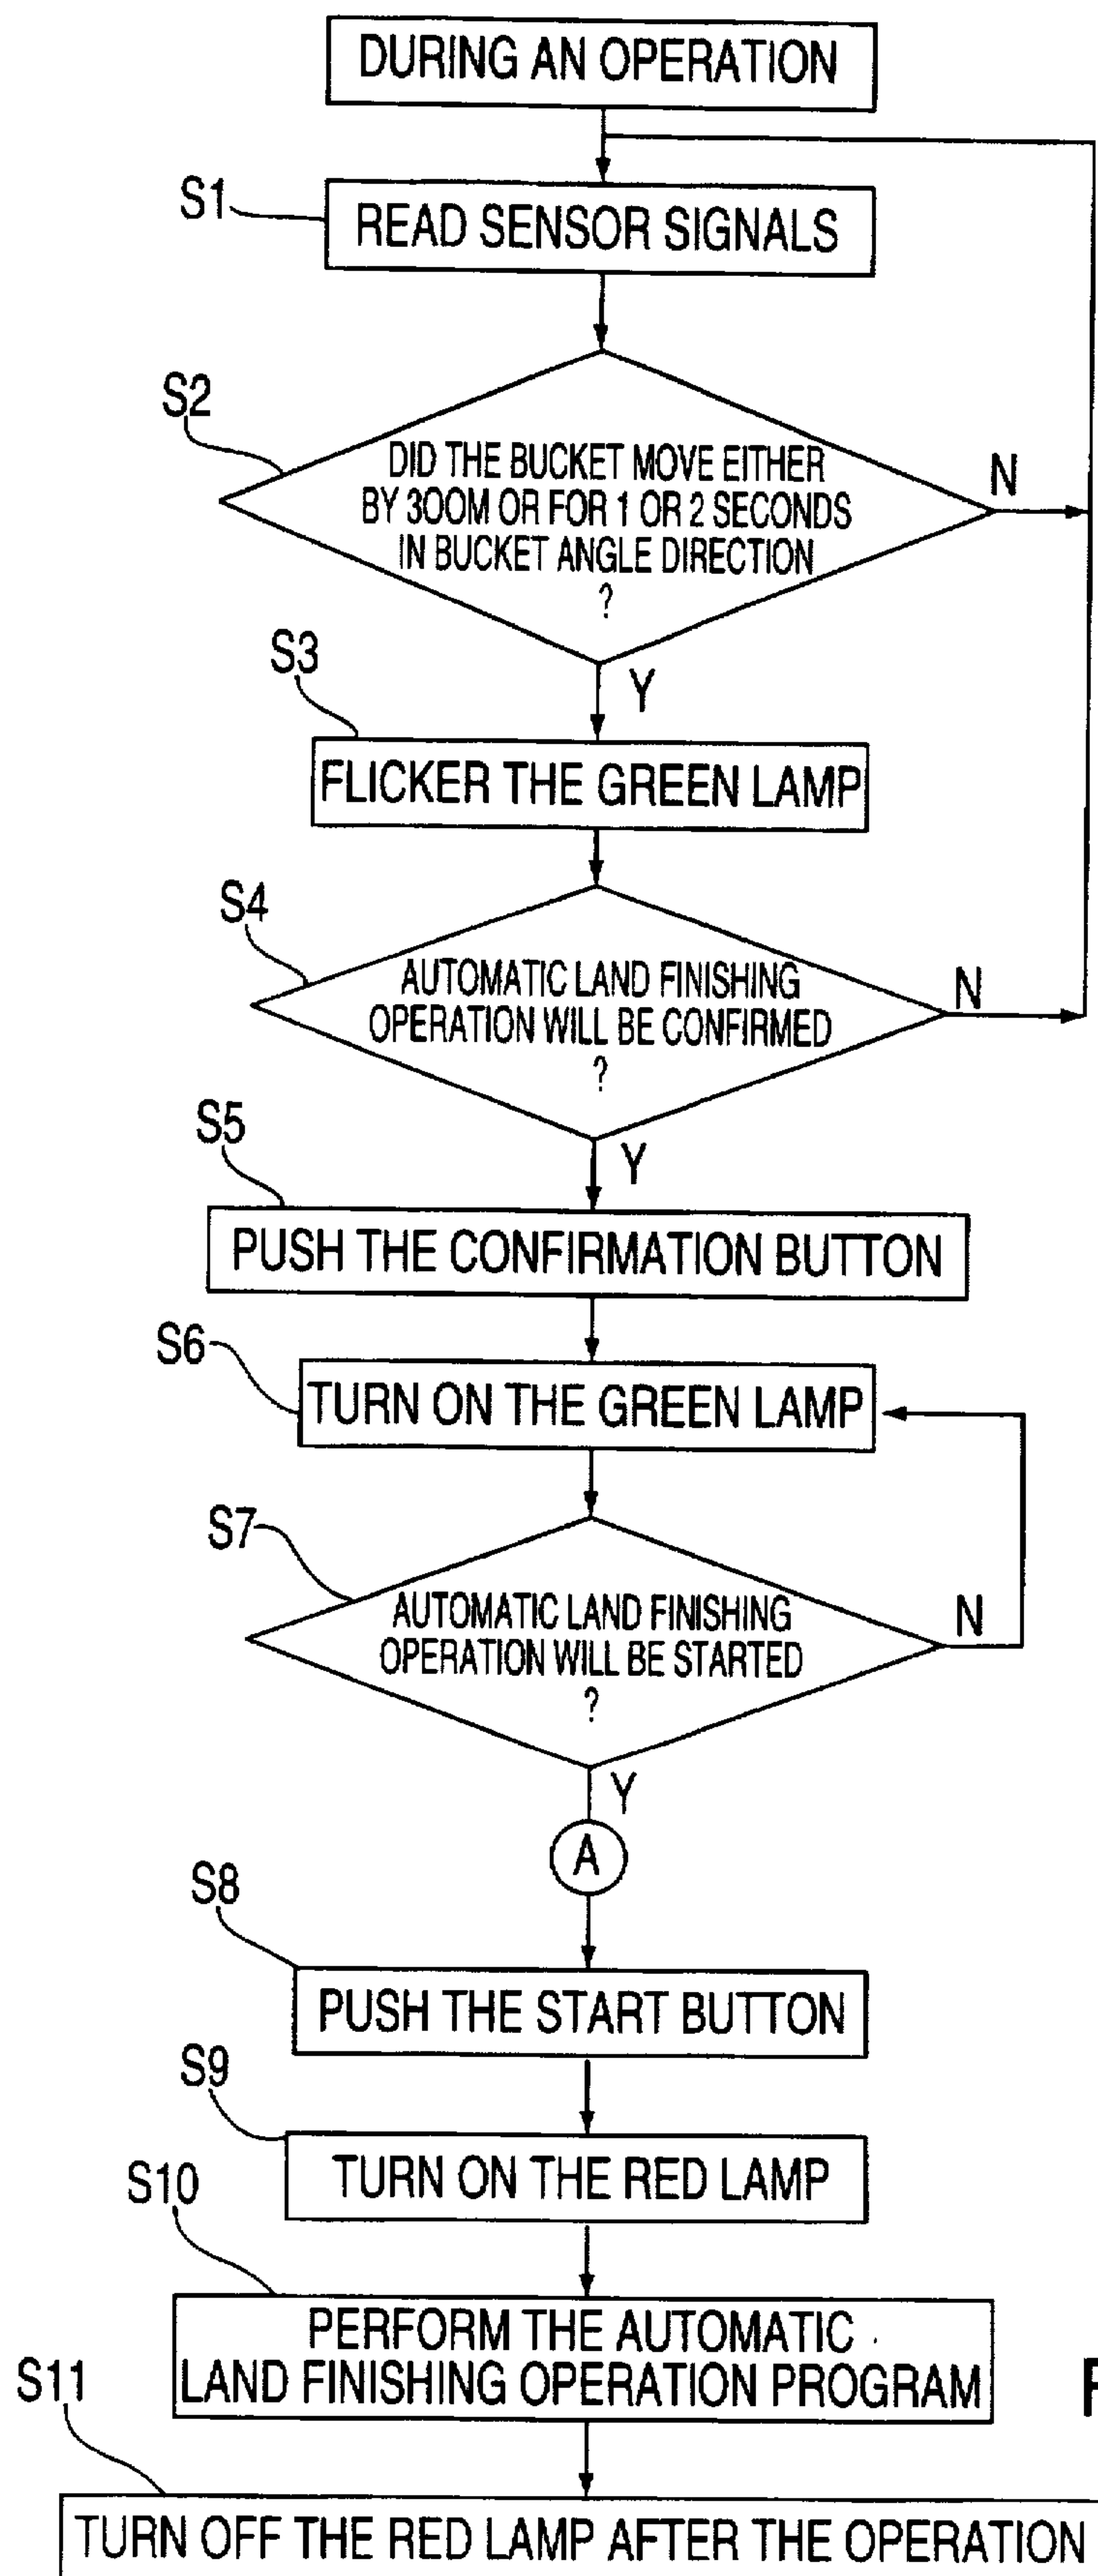 DURING AN OPERATION
S1
READ SENSOR SIGNALS
S2
DID THE BUCKET MOVE EITHER
BY 300M OR FOR 1 OR 2 SECONDS
IN BUCKET ANGLE DIRECTION
?
N
Y
S3
FLICKER THE GREEN LAMP
S4
AUTOMATIC LAND FINISHING
OPERATION WILL BE CONFIRMED
?
N
Y
S5
PUSH THE CONFIRMATION BUTTON
S6
TURN ON THE GREEN LAMP
S7
AUTOMATIC LAND FINISHING
OPERATION WILL BE STARTED
?
N
Y
A
S8
PUSH THE START BUTTON
S9
TURN ON THE RED LAMP
S10
PERFORM THE AUTOMATIC
LAND FINISHING OPERATION PROGRAM
S11
TURN OFF THE RED LAMP AFTER THE OPERATION